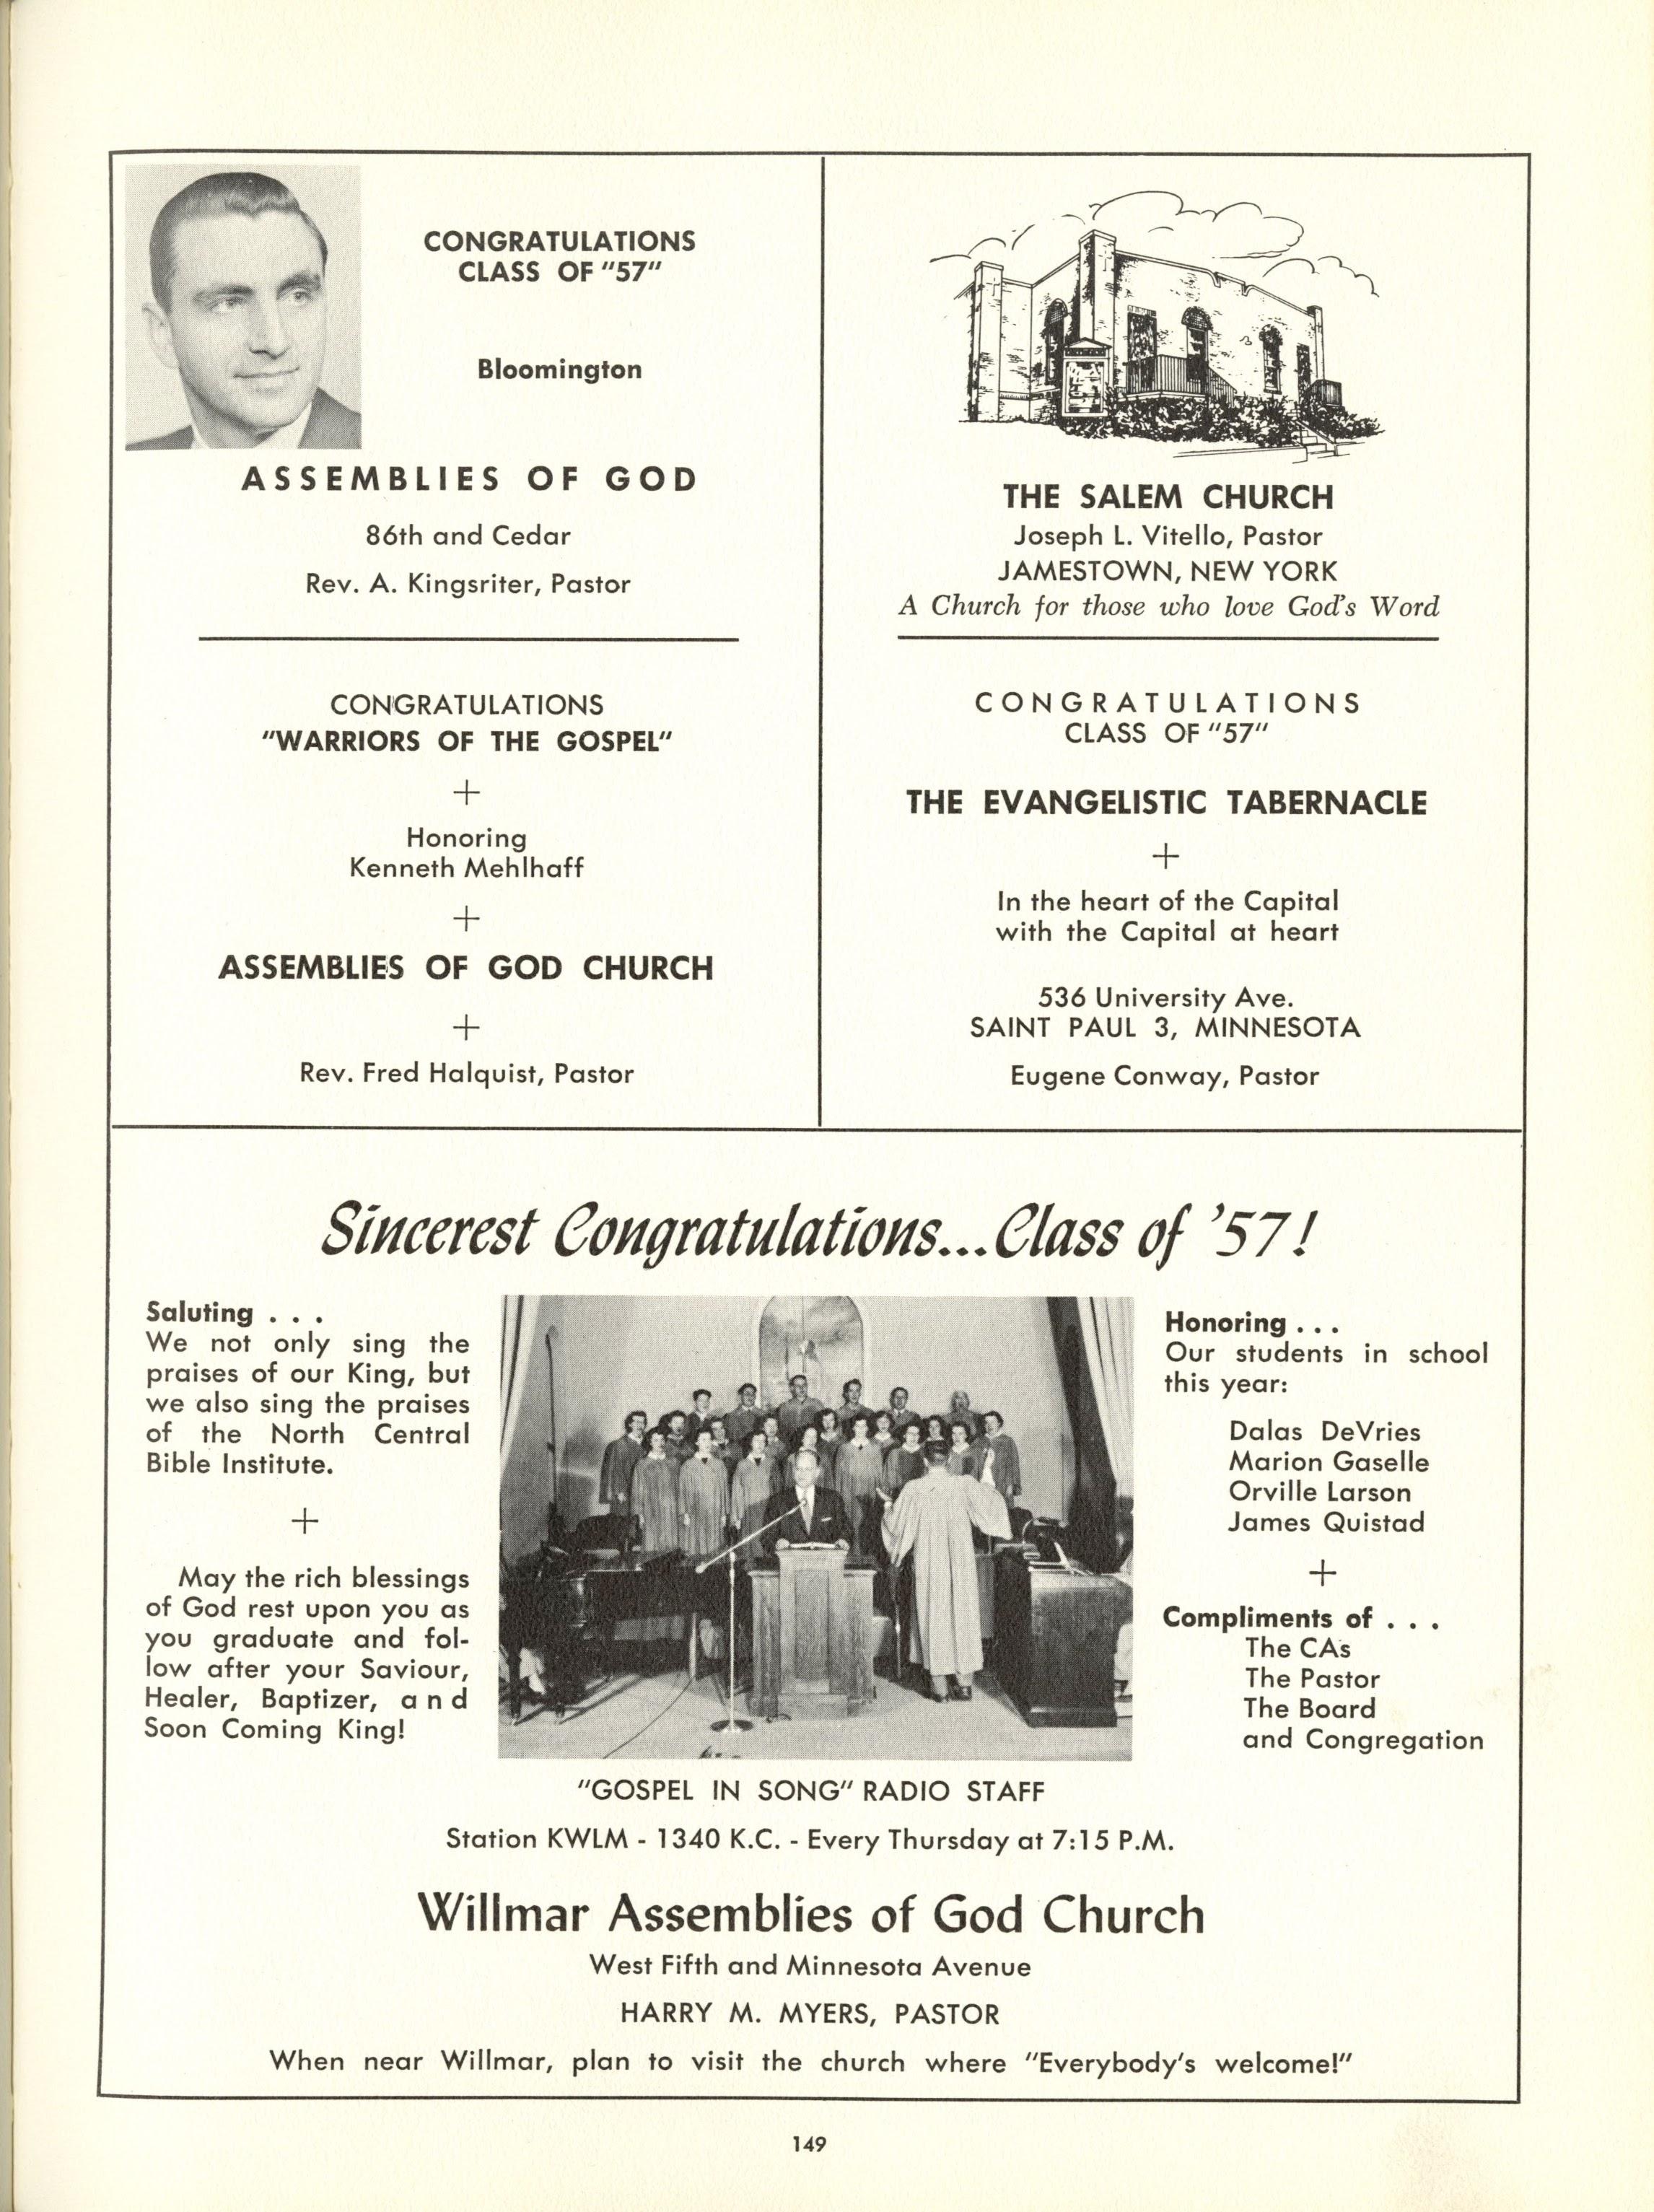 CONGRATULATIONS
CLASS OF "57"
Bloomington
ASSEMBLIES OF GOD
86th and Cedar
Rev. A. Kingsriter, Pastor
CONGRATULATIONS
"WARRIORS OF THE GOSPEL"
+
Honoring
Kenneth Mehlhaff
+
ASSEMBLIES OF GOD CHURCH
+
Rev. Fred Halquist, Pastor
THE SALEM CHURCH
Joseph L. Vitello, Pastor
JAMESTOWN, NEW YORK
A Church for those who love God's Word
CONGRATULATIONS
CLASS OF "57"
THE EVANGELISTIC TABERNACLE
+
In the heart of the Capital
with the Capital at heart
536 University Ave.
SAINT PAUL 3, MINNESOTA
Eugene Conway, Pastor
Sincerest Congratulations...Class of '57!
Saluting . . .
We not only sing the
praises of our King, but
we also sing the praises
of the North Central
Bible Institute.
+
May the rich blessings
of God rest upon you as
you graduate and fol-
low after your Saviour,
Healer, Baptizer, and
Soon Coming King!
Honoring . . .
Our students in school
this year:
Dalas DeVries
Marion Gaselle
Orville Larson
James Quistad
+
Compliments of . . .
The CAs
The Pastor
The Board
and Congregation
"GOSPEL IN SONG" RADIO STAFF
Station KWLM - 1340 K.C. - Every Thursday at 7:15 P.M.
Willmar Assemblies of God Church
West Fifth and Minnesota Avenue
HARRY M. MYERS, PASTOR
When near Willmar, plan to visit the church where "Everybody's welcome!"
149